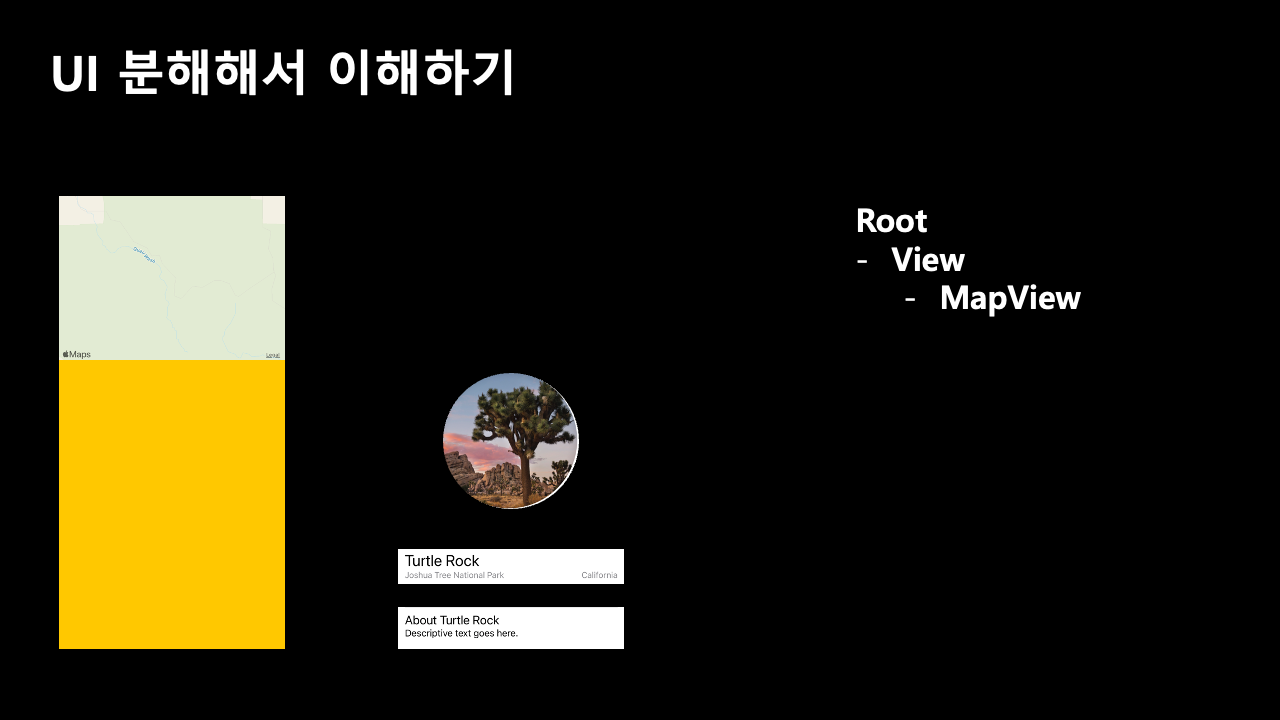 UI 분해해서 이해하기
Root
- View
- MapView
Maps
Legal
Turtle Rock
Joshua Tree National Park California
About Turtle Rock
Descriptive text goes here.